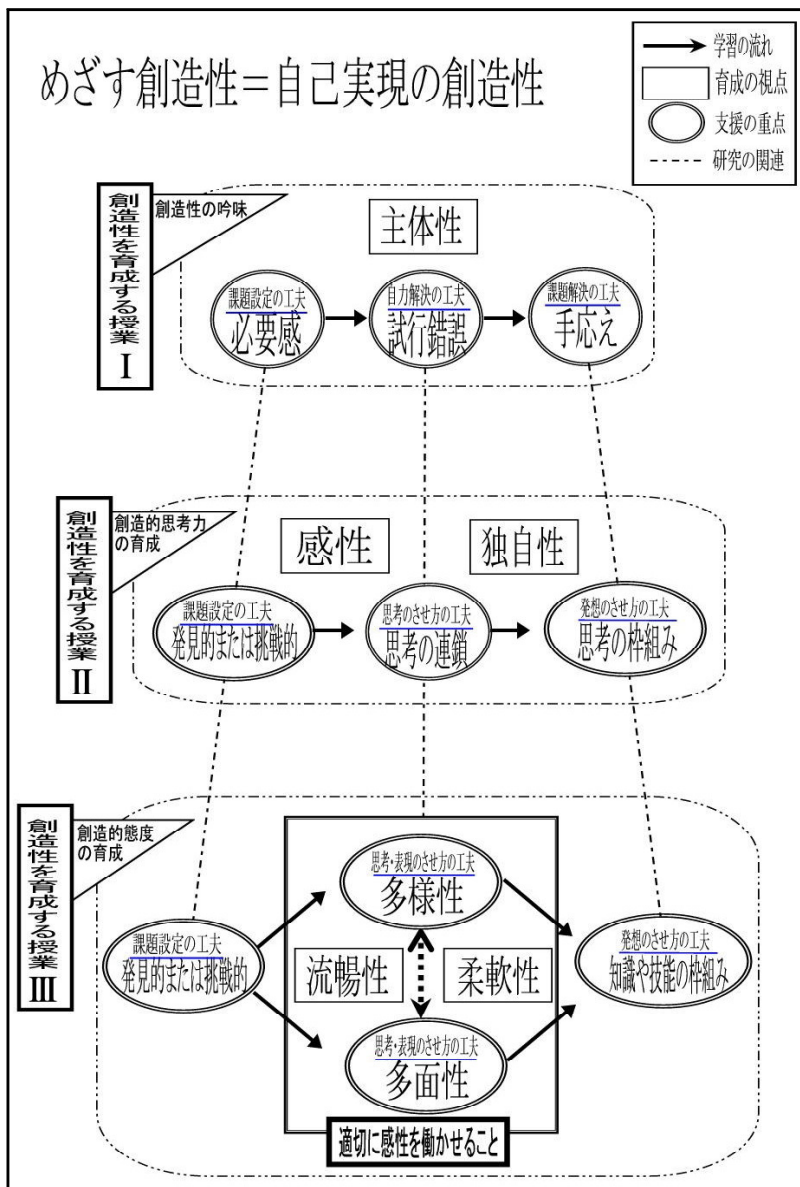 めざす創造性＝自己実現の創造性
学習の流れ
育成の視点
支援の重点
研究の関連
創造性を育成する授業Ⅰ
創造性の吟味
主体性
課題設定の工夫
必要感
自力解決の工夫
試行錯誤
課題解決の工夫
手応え
創造性を育成する授業Ⅱ
創造的思考力
の育成
感性
独自性
課題設定の工夫
発見的または挑戦的
思考のさせ方の工夫
思考の連鎖
発想のさせ方の工夫
思考の枠組み
創造性を育成する授業Ⅲ
創造的態度
の育成
課題設定の工夫
発見的または挑戦的
思考・表現のさせ方の工夫
多様性
流暢性
柔軟性
思考・表現のさせ方の工夫
多面性
発想のさせ方の工夫
知識や技能の枠組み
適切に感性を働かせること